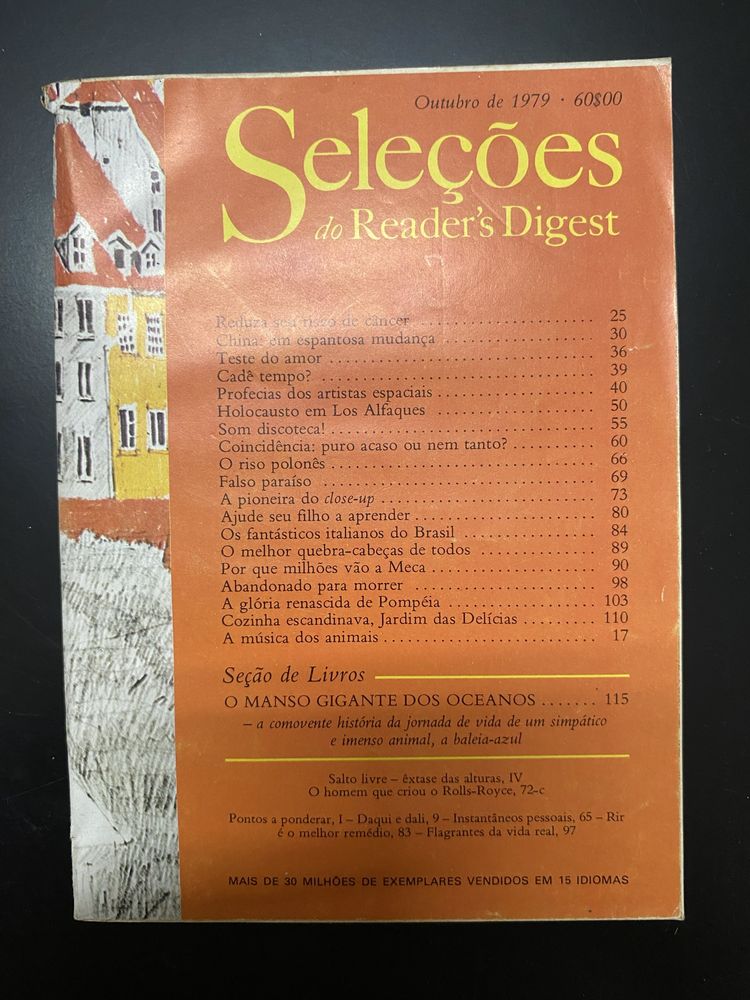 Outubro de 1979 · 60$00
Seleções
do Reader's Digest
Reduza seu risco de câncer . . . . . . . . . . . . . . . . . . . . 25
China: em espantosa mudança . . . . . . . . . . . . . . . . . 30
Teste do amor . . . . . . . . . . . . . . . . . . . . . . . . . . . . . . 36
Cadê tempo? . . . . . . . . . . . . . . . . . . . . . . . . . . . . . . . 39
Profecias dos artistas espaciais . . . . . . . . . . . . . . . . . 40
Holocausto em Los Alfaques . . . . . . . . . . . . . . . . . . 50
Som discoteca! . . . . . . . . . . . . . . . . . . . . . . . . . . . . . 55
Coincidência: puro acaso ou nem tanto? . . . . . . . . . 60
O riso polonês . . . . . . . . . . . . . . . . . . . . . . . . . . . . . 66
Falso paraíso . . . . . . . . . . . . . . . . . . . . . . . . . . . . . . 69
A pioneira do close-up . . . . . . . . . . . . . . . . . . . . . . . 73
Ajude seu filho a aprender . . . . . . . . . . . . . . . . . . . . 80
Os fantásticos italianos do Brasil . . . . . . . . . . . . . . . 84
O melhor quebra-cabeças de todos . . . . . . . . . . . . . 89
Por que milhões vão a Meca . . . . . . . . . . . . . . . . . . 90
Abandonado para morrer . . . . . . . . . . . . . . . . . . . . . 98
A glória renascida de Pompéia . . . . . . . . . . . . . . . . 103
Cozinha escandinava, Jardim das Delícias . . . . . . . . 110
A música dos animais . . . . . . . . . . . . . . . . . . . . . . . . 17
Seção de Livros
O MANSO GIGANTE DOS OCEANOS . . . . . . . 115
– a comovente história da jornada de vida de um simpático
e imenso animal, a baleia-azul
Salto livre – êxtase das alturas, IV
O homem que criou o Rolls-Royce, 72-c
Pontos a ponderar, I – Daqui e dali, 9 – Instantâneos pessoais, 65 – Rir
é o melhor remédio, 83 – Flagrantes da vida real, 97
MAIS DE 30 MILHÕES DE EXEMPLARES VENDIDOS EM 15 IDIOMAS